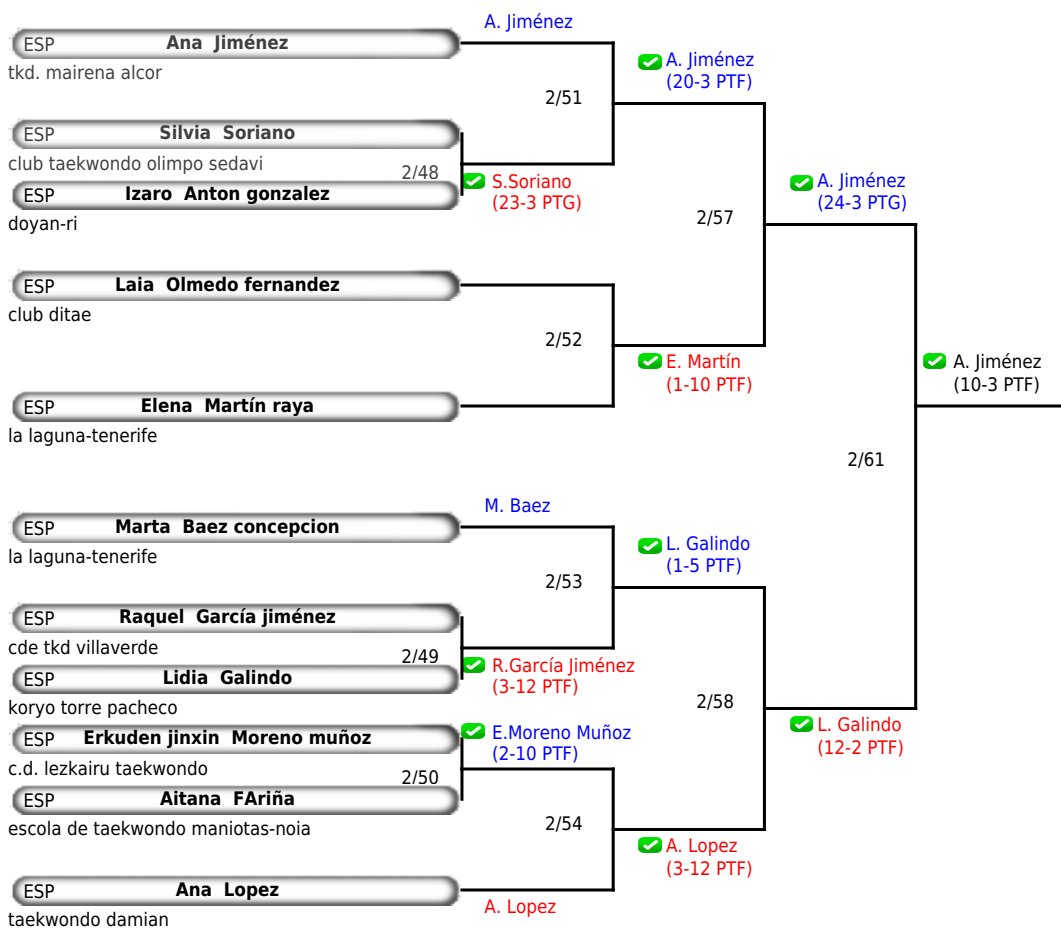 A. Jiménez
ESP Ana Jiménez
tkd. mairena alcor
A. Jiménez
(20-3 PTF)
2/51
ESP Silvia Soriano
club taekwondo olimpo sedavi
2/48
S.Soriano
(23-3 PTG)
ESP Izaro Anton gonzalez
doyan-ri
A. Jiménez
(24-3 PTG)
2/57
ESP Laia Olmedo fernandez
club ditae
2/52
E. Martín
(1-10 PTF)
A. Jiménez
(10-3 PTF)
ESP Elena Martín raya
la laguna-tenerife
2/61
M. Baez
ESP Marta Baez concepcion
la laguna-tenerife
L. Galindo
(1-5 PTF)
2/53
ESP Raquel García jiménez
cde tkd villaverde
2/49
R.García Jiménez
(3-12 PTF)
ESP Lidia Galindo
koryo torre pacheco
2/58
L. Galindo
(12-2 PTF)
E.Moreno Muñoz
(2-10 PTF)
ESP Erkuden jinxin Moreno muñoz
c.d. lezkairu taekwondo
2/50
ESP Aitana FAriña
escola de taekwondo maniotas-noia
2/54
A. Lopez
(3-12 PTF)
ESP Ana Lopez
A. Lopez
taekwondo damian